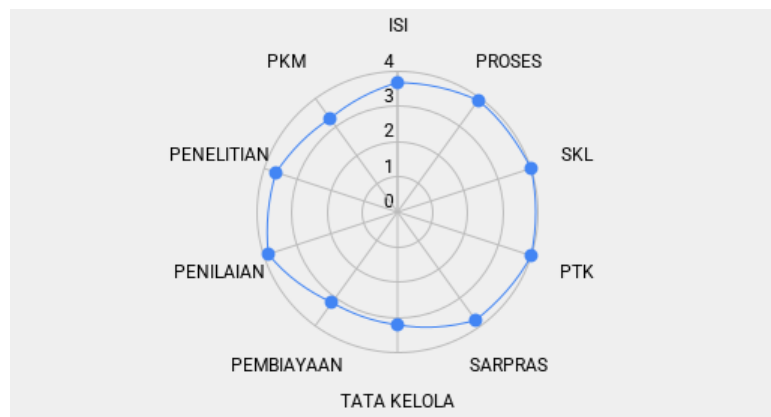 ISI
PKM
4
PROSES
3
2
1
0
PENELITIAN
SKL
PENILAIAN
PTK
PEMBIAYAAN
SARPRAS
TATA KELOLA